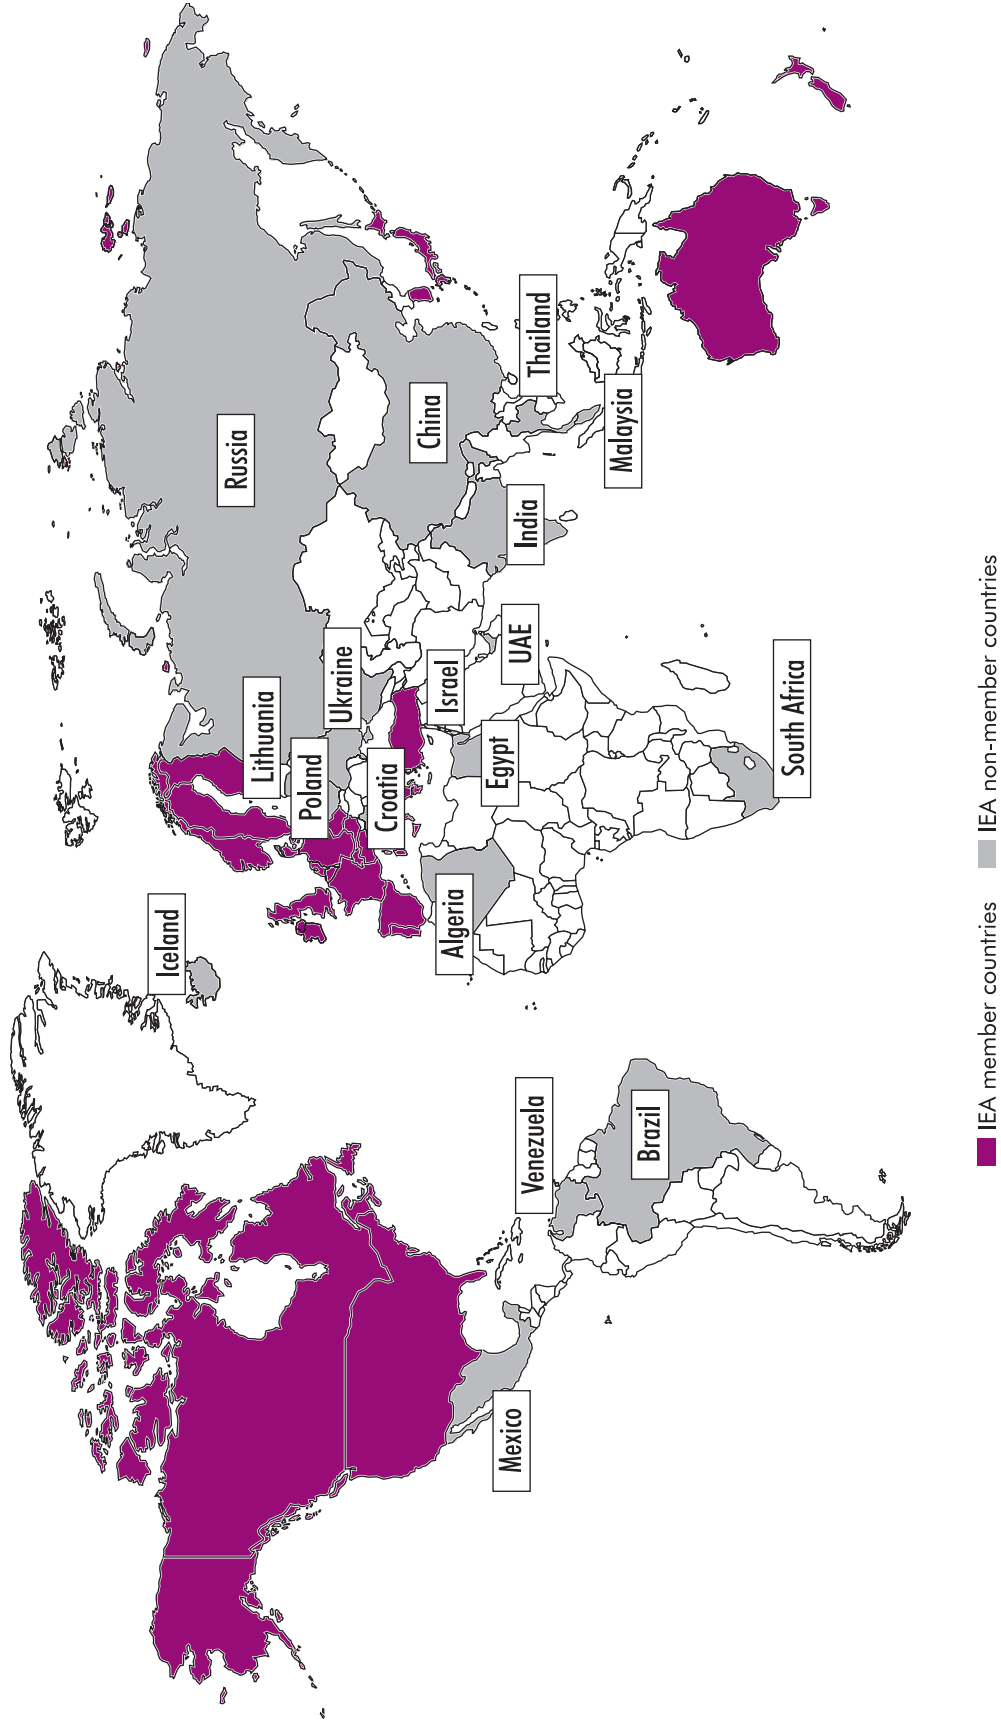 Iceland
Lithuania
Russia
Poland
Ukraine
Croatia
China
Israel
Algeria
Egypt
UAE
India
Thailand
Malaysia
Mexico
Venezuela
Brazil
South Africa
IEA member countries
IEA non-member countries